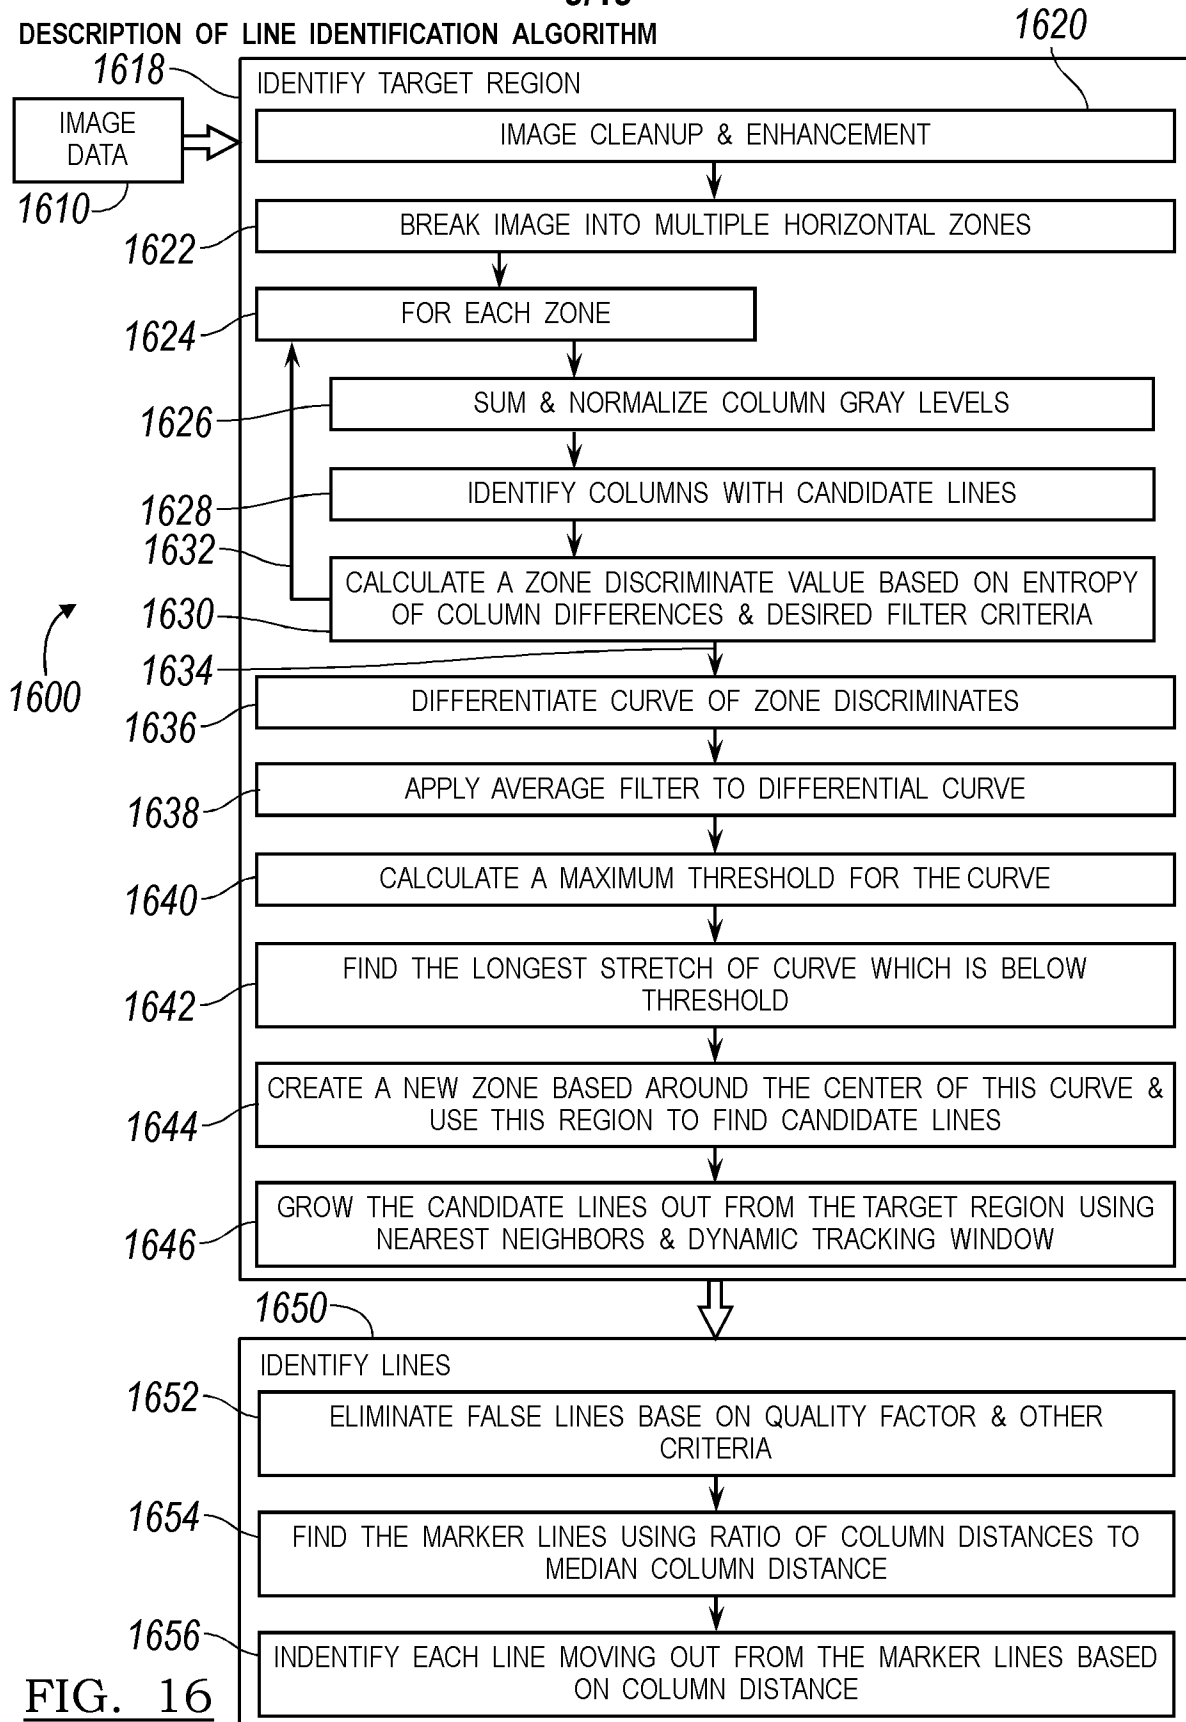 DESCRIPTION OF LINE IDENTIFICATION ALGORITHM
1620
1618
IDENTIFY TARGET REGION
IMAGE
DATA
1610
IMAGE CLEANUP & ENHANCEMENT
BREAK IMAGE INTO MULTIPLE HORIZONTAL ZONES
1622
FOR EACH ZONE
1624
SUM & NORMALIZE COLUMN GRAY LEVELS
1626
IDENTIFY COLUMNS WITH CANDIDATE LINES
1628
1632
CALCULATE A ZONE DISCRIMINATE VALUE BASED ON ENTROPY
OF COLUMN DIFFERENCES & DESIRED FILTER CRITERIA
1630
1634
1600
DIFFERENTIATE CURVE OF ZONE DISCRIMINATES
1636
APPLY AVERAGE FILTER TO DIFFERENTIAL CURVE
1638
CALCULATE A MAXIMUM THRESHOLD FOR THE CURVE
1640
FIND THE LONGEST STRETCH OF CURVE WHICH IS BELOW
THRESHOLD
1642
CREATE A NEW ZONE BASED AROUND THE CENTER OF THIS CURVE &
USE THIS REGION TO FIND CANDIDATE LINES
1644
GROW THE CANDIDATE LINES OUT FROM THE TARGET REGION USING
NEAREST NEIGHBORS & DYNAMIC TRACKING WINDOW
1646
1650
IDENTIFY LINES
1652
ELIMINATE FALSE LINES BASE ON QUALITY FACTOR & OTHER
CRITERIA
1654
FIND THE MARKER LINES USING RATIO OF COLUMN DISTANCES TO
MEDIAN COLUMN DISTANCE
1656
INDENTIFY EACH LINE MOVING OUT FROM THE MARKER LINES BASED
ON COLUMN DISTANCE
FIG. 16